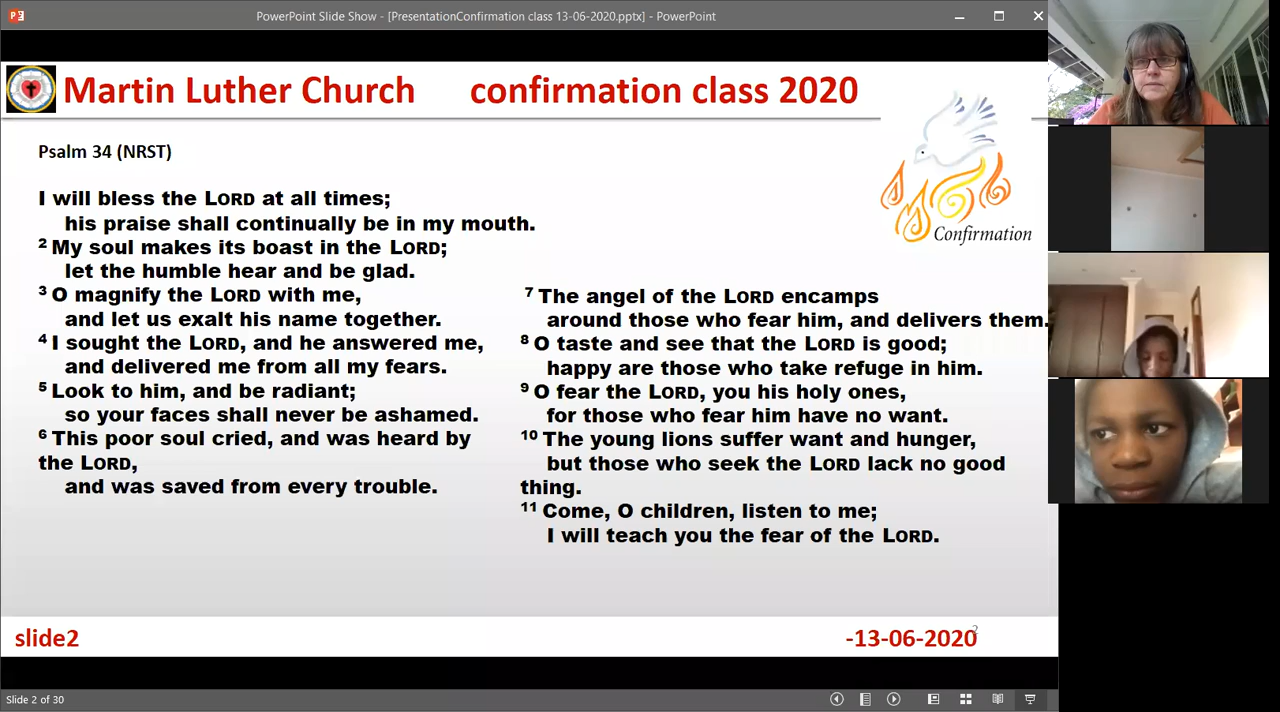 PowerPoint Slide Show - [PresentationConfirmation class 13-06-2020.pptx] - PowerPoint
Martin Luther Church confirmation class 2020
Psalm 34 (NRST)
I will bless the LORD at all times;
his praise shall continually be in my mouth.
2 My soul makes its boast in the LORD;
let the humble hear and be glad.
3 O magnify the LORD with me,
and let us exalt his name together.
4 I sought the LORD, and he answered me,
and delivered me from all my fears.
5 Look to him, and be radiant;
so your faces shall never be ashamed.
6 This poor soul cried, and was heard by
the LORD,
and was saved from every trouble.
Confirmation
7 The angel of the LORD encamps
around those who fear him, and delivers them.
8 O taste and see that the LORD is good;
happy are those who take refuge in him.
9 O fear the LORD, you his holy ones,
for those who fear him have no want.
10 The young lions suffer want and hunger,
but those who seek the LORD lack no good
thing.
11 Come, O children, listen to me;
I will teach you the fear of the LORD.
slide2
-13-06-2020
2
Slide 2 of 30